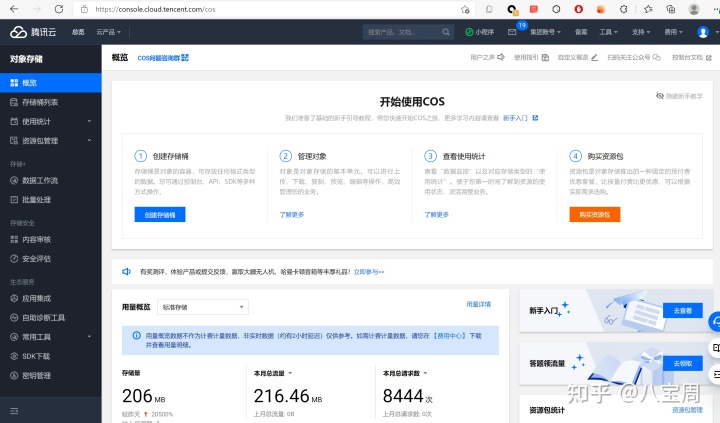 https://console.cloud.tencent.com/cos
腾讯云
总览
云产品
搜索产品、文档...
小程序
19
集团账号
备案
工具
支持
费用
对象存储
概览
COS问题咨询群
用户之声
使用指引
自定义概览
扫码关注公众号
控制台文档
概览
存储桶列表
使用统计
资源包管理
存储+
数据工作流
批量处理
存储安全
内容审核
安全评估
生态服务
应用集成
自助诊断工具
常用工具
SDK下载
密钥管理
隐藏新手教学
开始使用COS
我们准备了基础的新手引导教程，帮您快速开始COS之旅，更多学习内容请查看 新手入门
1 创建存储桶
存储桶是对象的容器，可存放任何格式类型
的数据。您可通过控制台、API、SDK等多种
方式操作。
创建存储桶
2 管理对象
对象是对象存储的基本单元。可以进行上
传、下载、复制、预览、编辑等操作，高效
管理您的业务。
了解更多
3 查看使用统计
查看“数据监控”以及对应存储类型的“使
用统计”，便于您第一时间了解到资源的使
用状态，灵活调整业务。
了解更多
4 购买资源包
资源包是对象存储推出的一种固定的预付费
优惠套餐，比按量付费更优惠，可以根据
实际需求选购。
购买资源包
有奖测评，体验产品或提交反馈，赢取大疆无人机、哈曼卡顿音箱等丰厚礼品！立即参与>>
用量概览
标准存储
用量详情
用量概览数据不作为计费计量数据，非实时数据（约有2小时延迟）仅供参考。如需计费计量数据，请您在【费用中心】下载
并查看用量明细。
存储量
206 MB
较昨天 ↑ 20500%
本月总流量
216.46 MB
上月总流量: 0B
本月总请求数
8444 次
上月总请求数: 0次
新手入门
去查看
答题领流量
去领取
资源包统计
资源包管理
知乎 @八宝周